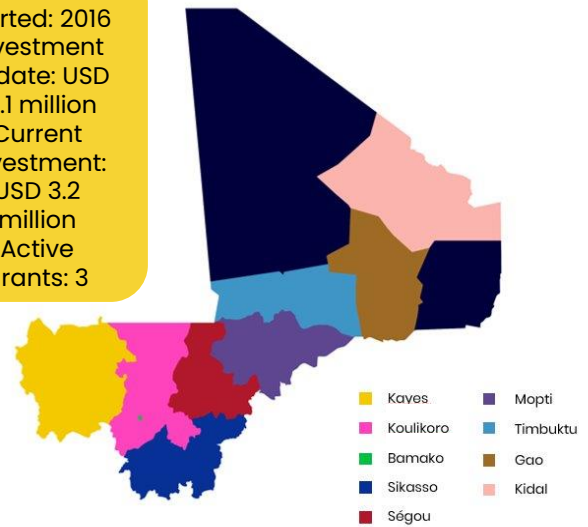 rted: 2016
vestment
date: USD
.1 million
Current
vestment:
USD 3.2
million
Active
rants: 3
Kayes
Koulikoro
Bamako
Sikasso
Ségou
Mopti
Timbuktu
Gao
Kidal